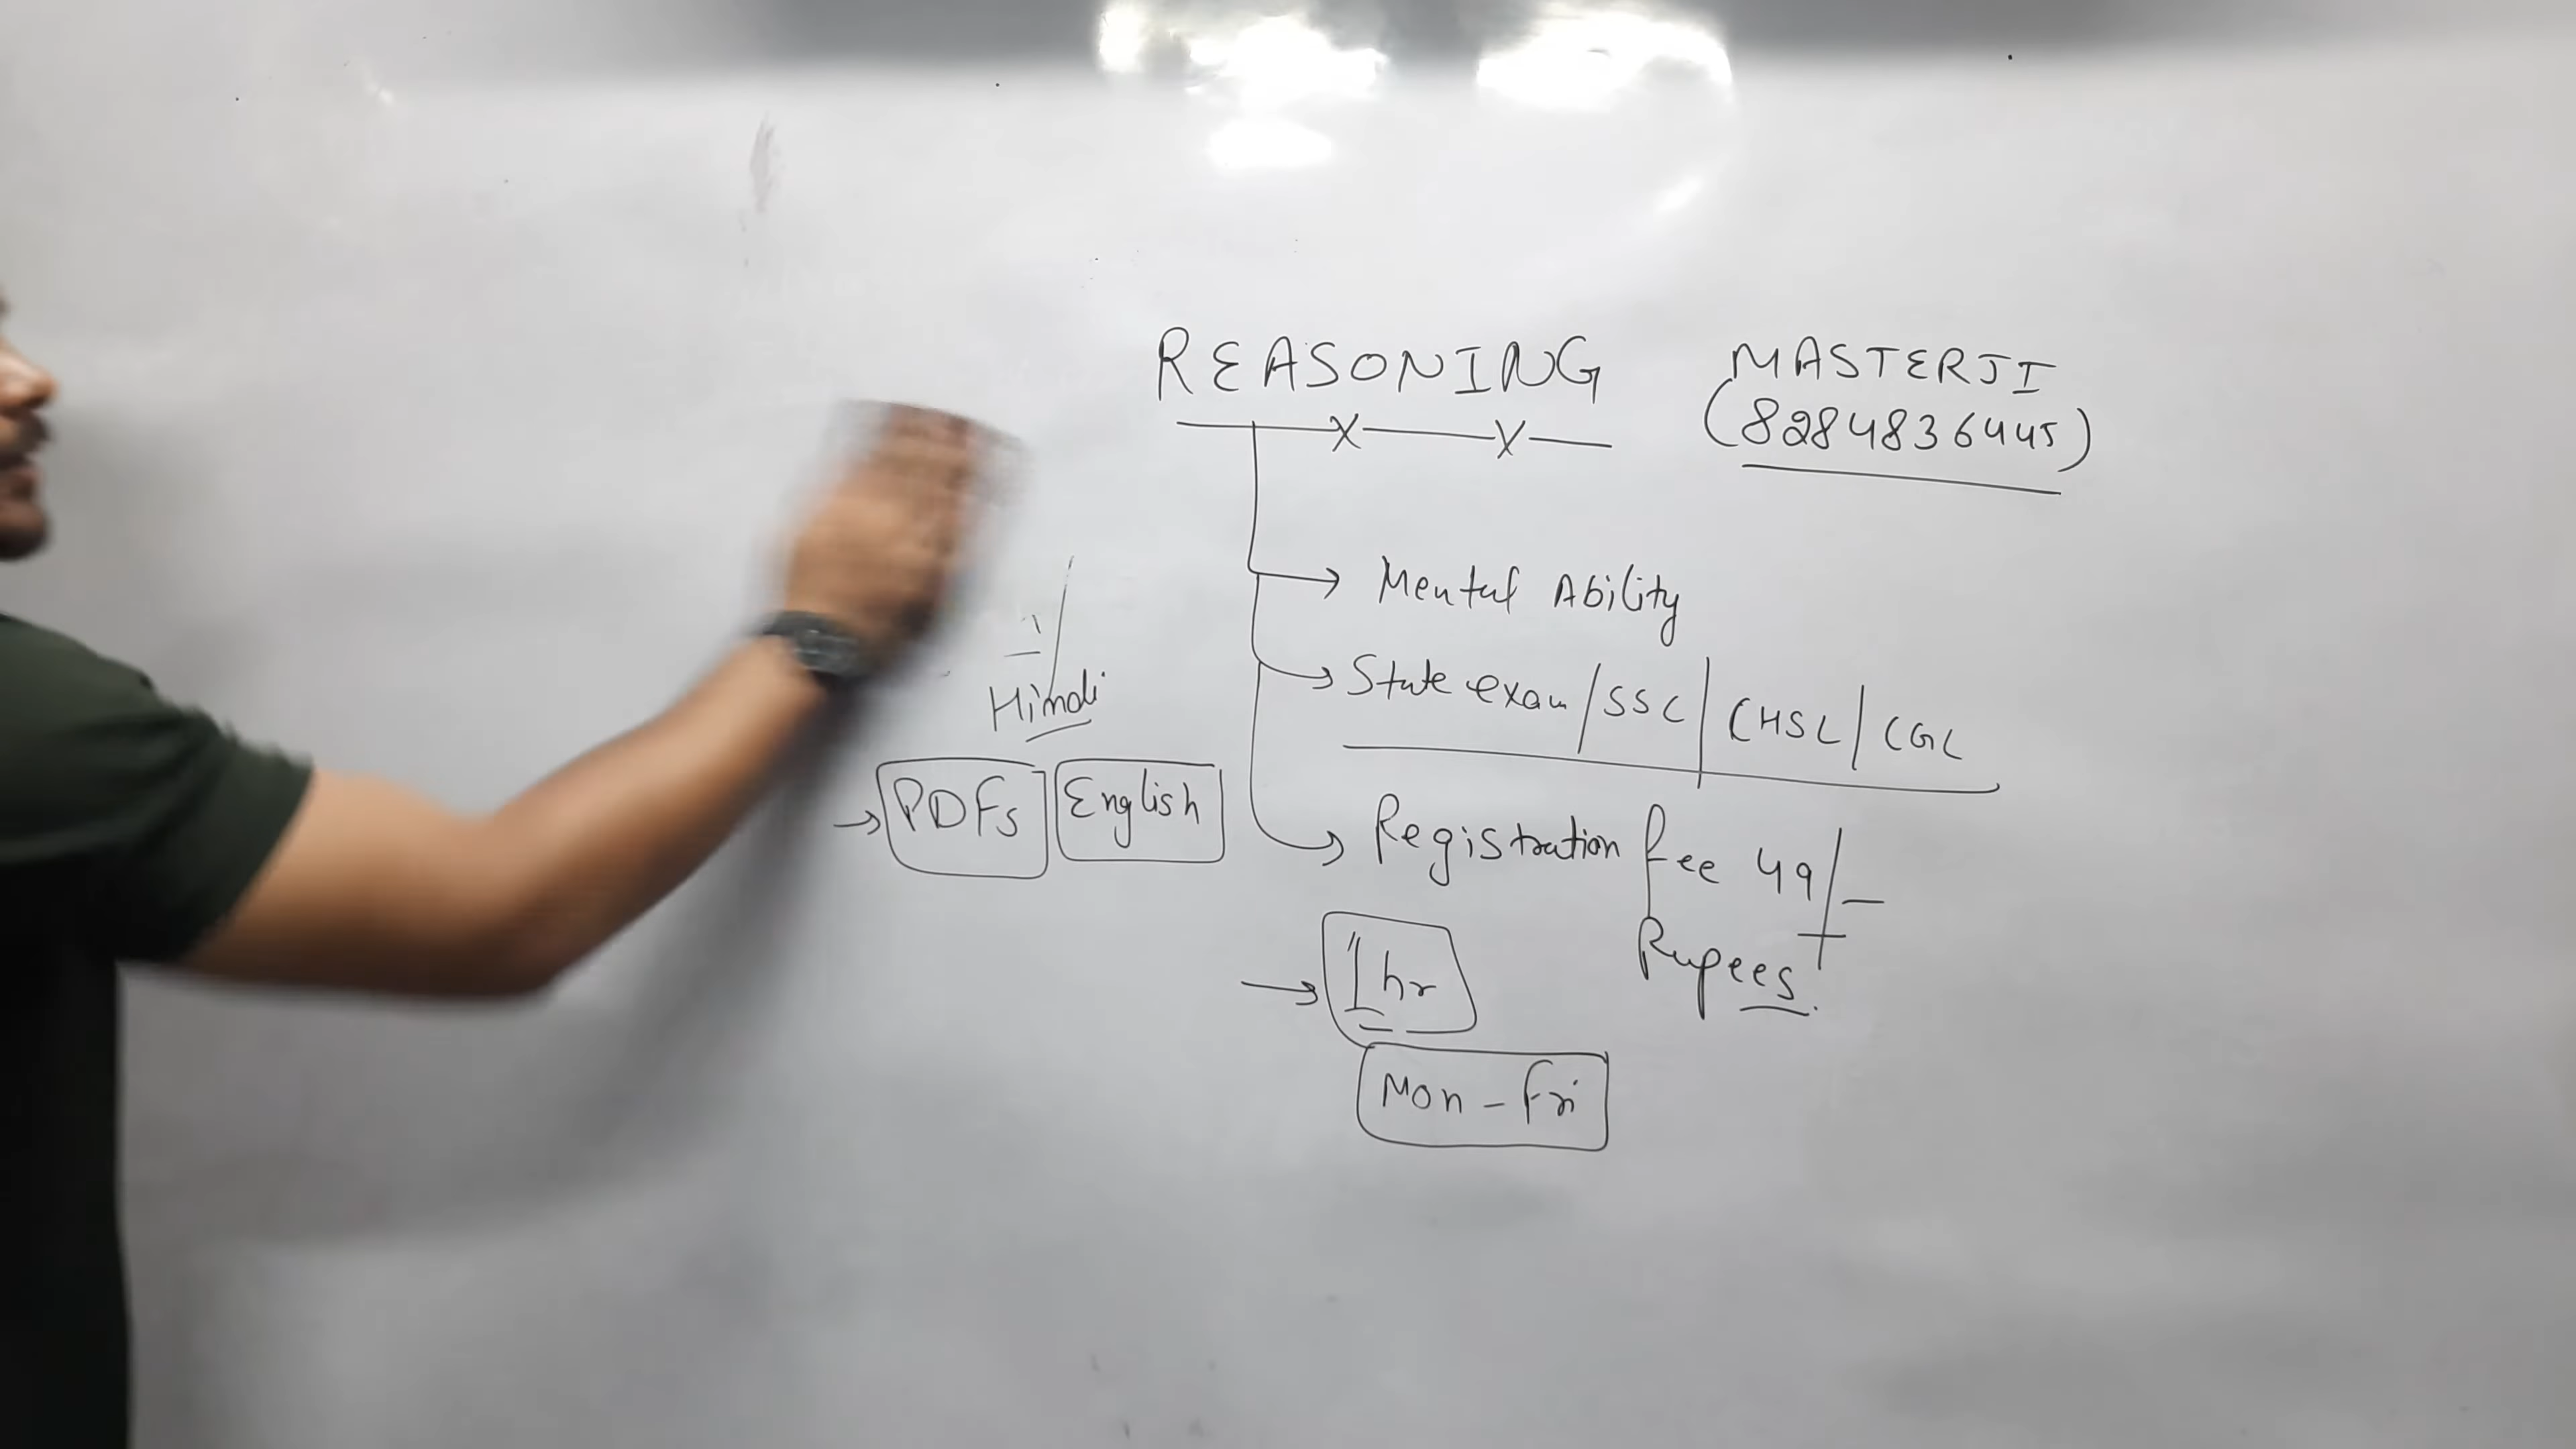 REASONING MASTERJI
(8284836445)
Mental Ability
State exam/SSC/CHSL/CGL
Hindi
PDFs English
Registration fee 49/-
Rupees.
1 hr
Mon - Fri